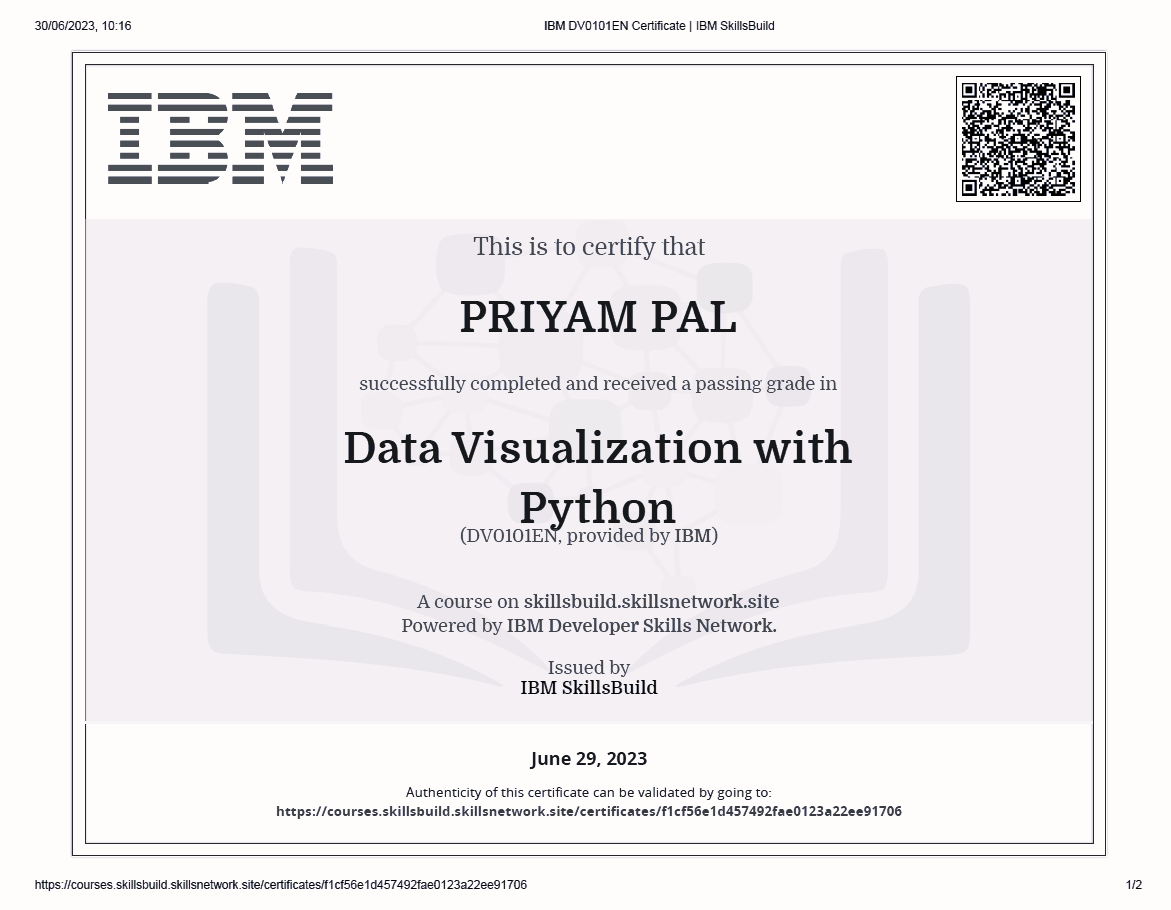 30/06/2023, 10:16
IBM DV0101EN Certificate | IBM SkillsBuild
IBM
This is to certify that
PRIYAM PAL
successfully completed and received a passing grade in
Data Visualization with
Python
(DV0101EN, provided by IBM)
A course on skillsbuild.skillsnetwork.site
Powered by IBM Developer Skills Network.
Issued by
IBM SkillsBuild
June 29, 2023
Authenticity of this certificate can be validated by going to:
https://courses.skillsbuild.skillsnetwork.site/certificates/f1cf56e1d457492fae0123a22ee91706
https://courses.skillsbuild.skillsnetwork.site/certificates/f1cf56e1d457492fae0123a22ee91706
1/2